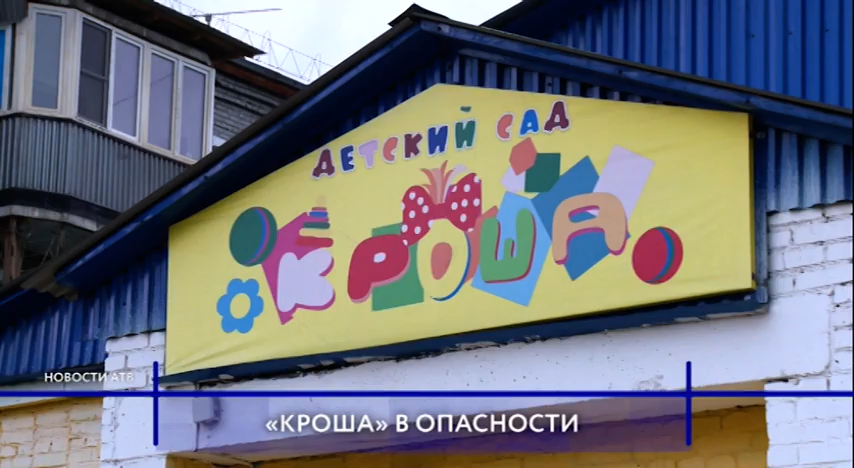 ДЕТСКИЙ САД
КРОША
НОВОСТИ АТВ
«КРОША» В ОПАСНОСТИ